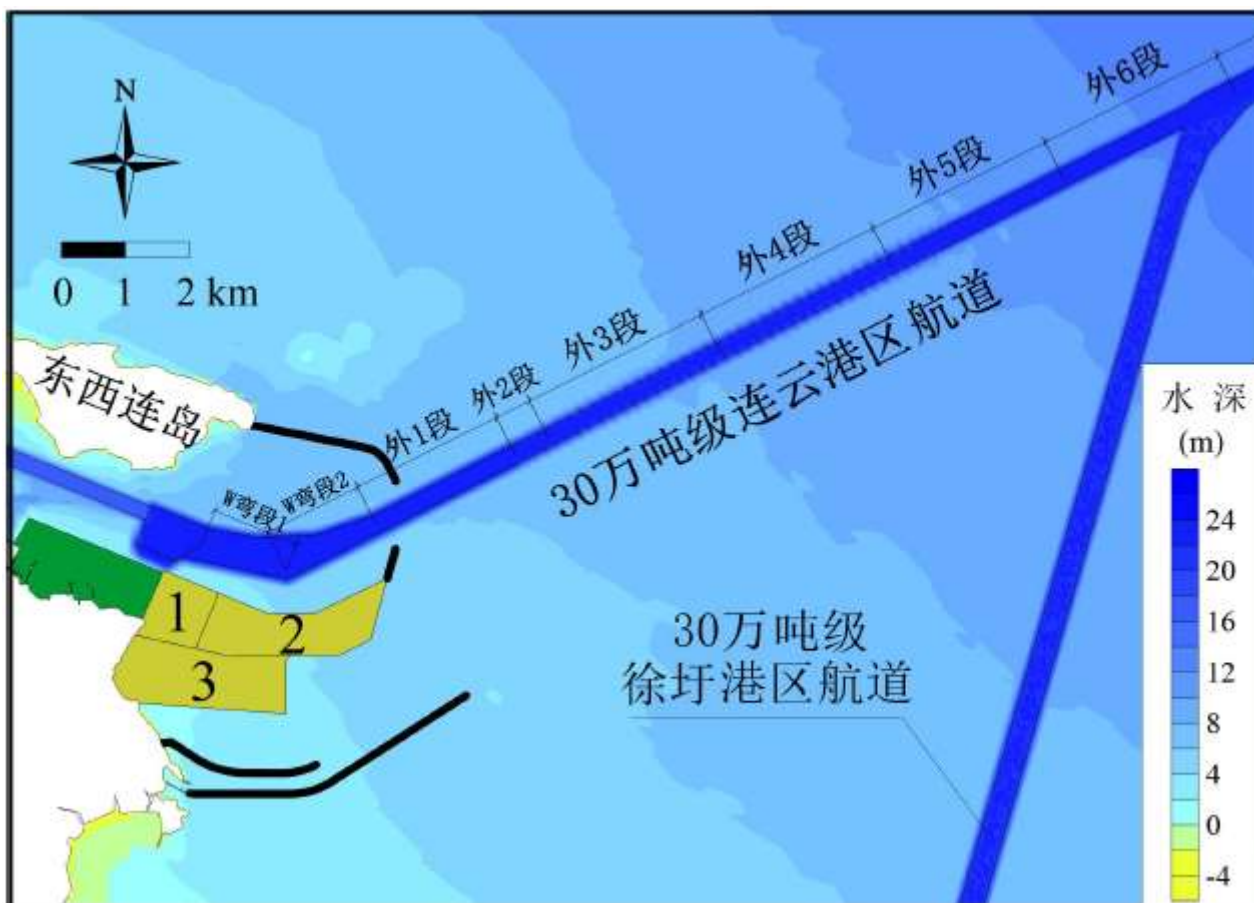 N
0 1 2 km
东西连岛
W弯段1
W弯段2
外1段
外2段
外3段
外4段
外5段
外6段
30万吨级连云港区航道
30万吨级
徐圩港区航道
1
2
3
水 深
(m)
24
20
16
12
8
4
0
-4